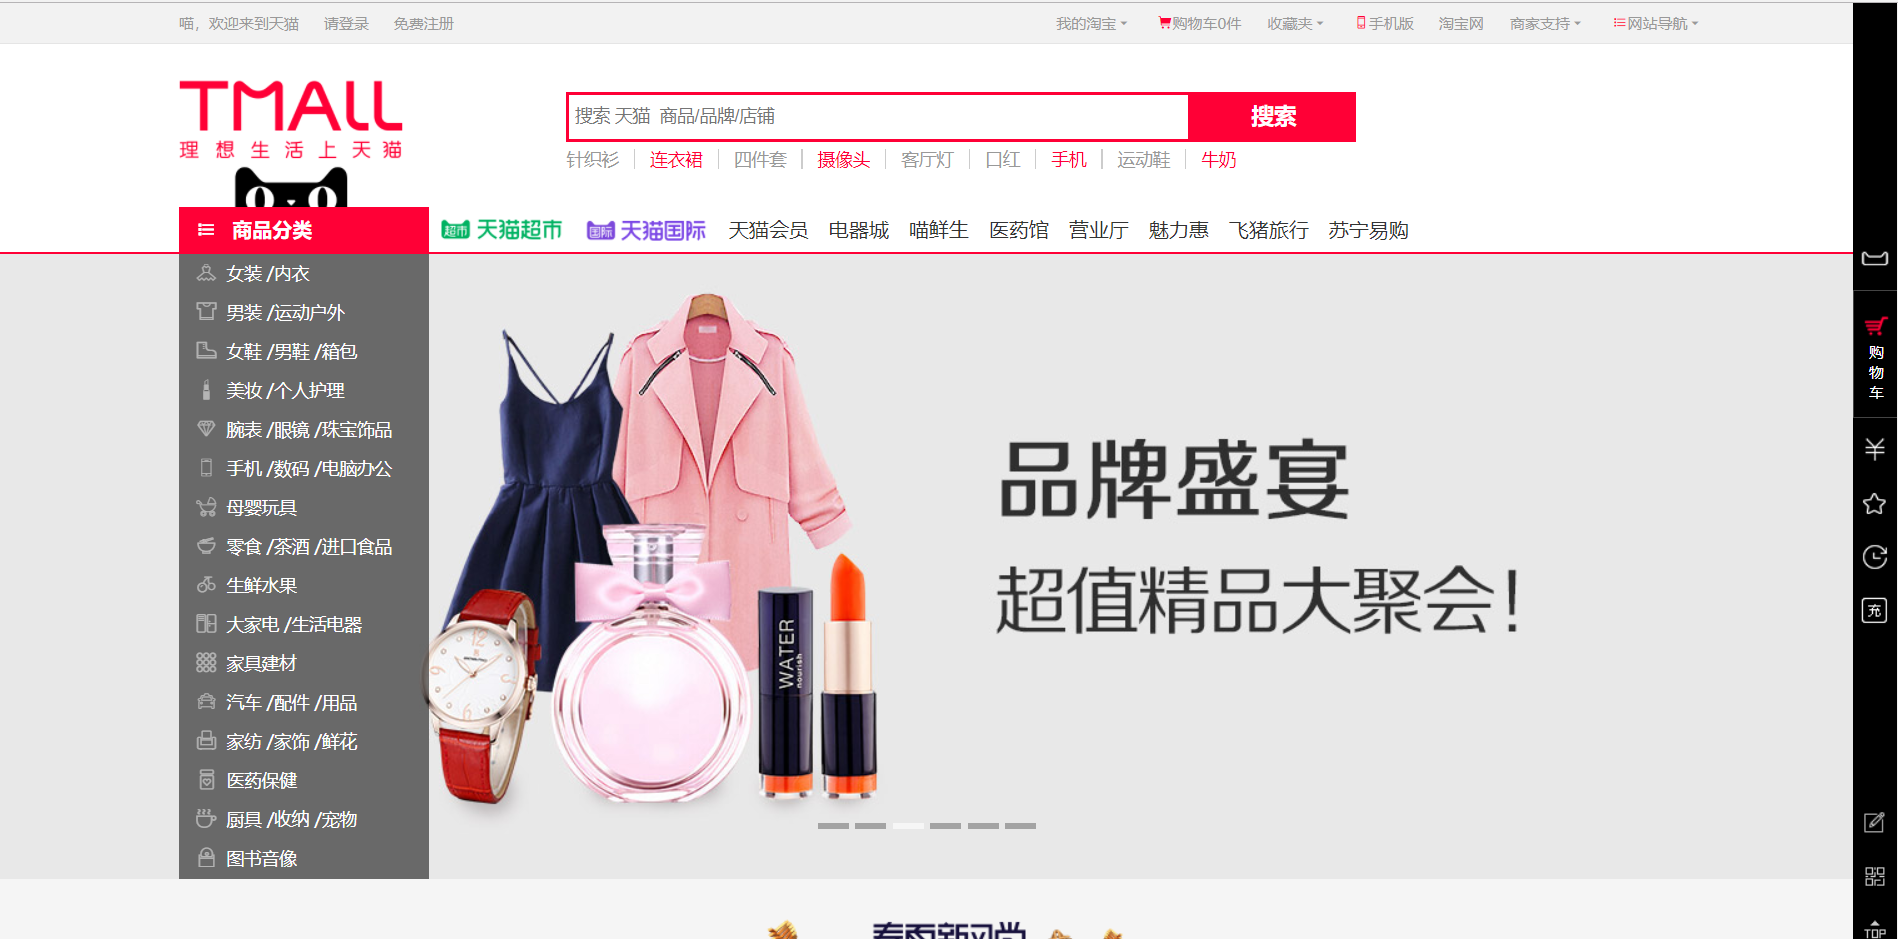 喵，欢迎来到天猫 请登录 免费注册 我的淘宝 购物车0件 收藏夹 手机版 淘宝网 商家支持 网站导航
TMALL
理想生活上天猫
搜索 天猫 商品/品牌/店铺 搜索
针织衫 连衣裙 四件套 摄像头 客厅灯 口红 手机 运动鞋 牛奶
商品分类 超市 天猫超市 国际 天猫国际 天猫会员 电器城 喵鲜生 医药馆 营业厅 魅力惠 飞猪旅行 苏宁易购
女装 /内衣
男装 /运动户外
女鞋 /男鞋 /箱包
美妆 /个人护理
腕表 /眼镜 /珠宝饰品
手机 /数码 /电脑办公
母婴玩具
零食 /茶酒 /进口食品
生鲜水果
大家电 /生活电器
家具建材
汽车 /配件 /用品
家纺 /家饰 /鲜花
医药保健
厨具 /收纳 /宠物
图书音像
品牌盛宴
超值精品大聚会！
WATER
nourish
购物车
充
TOP